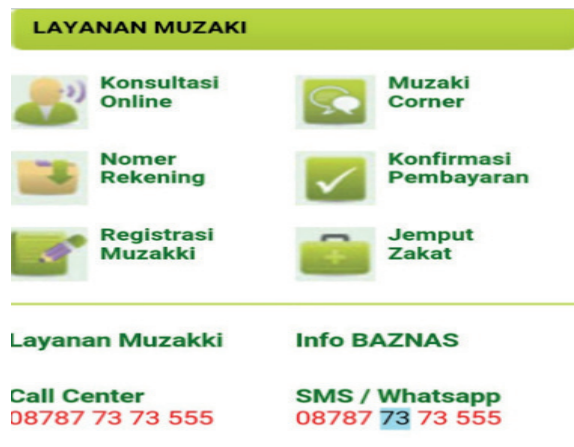 LAYANAN MUZAKI
Konsultasi
Online
Muzaki
Corner
Nomer
Rekening
Konfirmasi
Pembayaran
Registrasi
Muzakki
Jemput
Zakat
Layanan Muzakki
Info BAZNAS
Call Center
08787 73 73 555
SMS / Whatsapp
08787 73 73 555